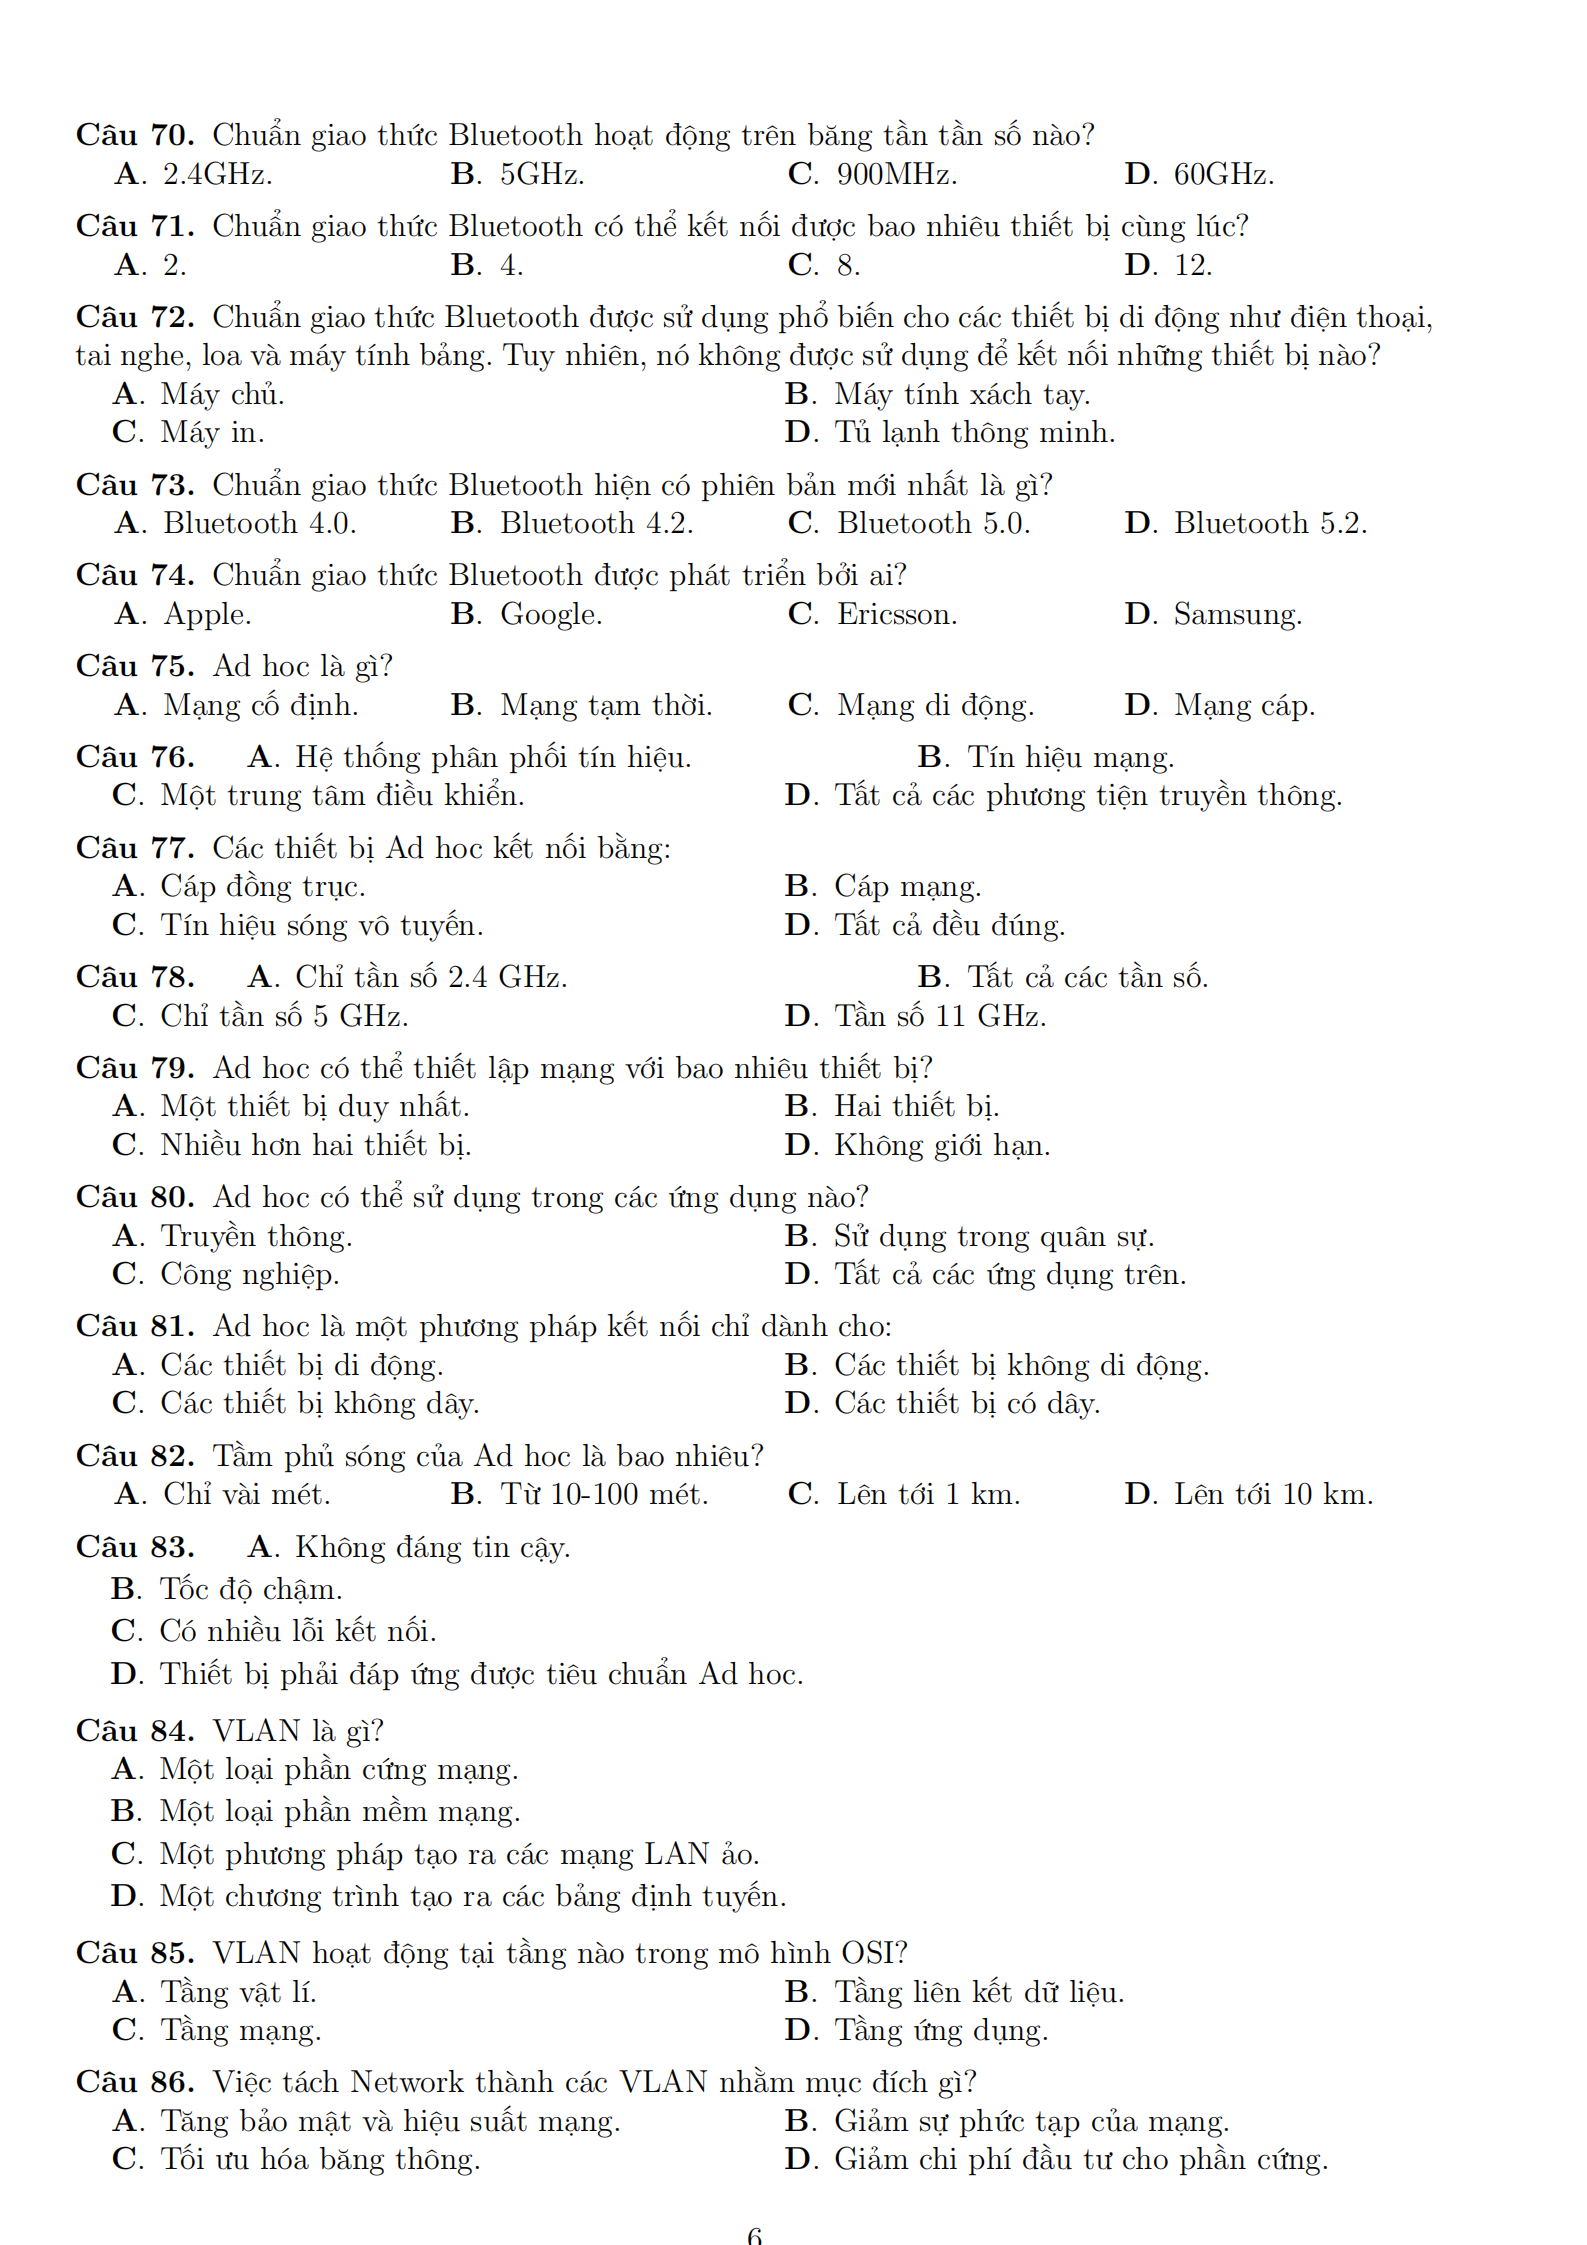 Câu 70. Chuẩn giao thức Bluetooth hoạt động trên băng tần tần số nào?
A. 2.4GHz. B. 5GHz. C. 900MHz. D. 60GHz.
Câu 71. Chuẩn giao thức Bluetooth có thể kết nối được bao nhiêu thiết bị cùng lúc?
A. 2. B. 4. C. 8. D. 12.
Câu 72. Chuẩn giao thức Bluetooth được sử dụng phổ biến cho các thiết bị di động như điện thoại,
tai nghe, loa và máy tính bảng. Tuy nhiên, nó không được sử dụng để kết nối những thiết bị nào?
A. Máy chủ. B. Máy tính xách tay.
C. Máy in. D. Tủ lạnh thông minh.
Câu 73. Chuẩn giao thức Bluetooth hiện có phiên bản mới nhất là gì?
A. Bluetooth 4.0. B. Bluetooth 4.2. C. Bluetooth 5.0. D. Bluetooth 5.2.
Câu 74. Chuẩn giao thức Bluetooth được phát triển bởi ai?
A. Apple. B. Google. C. Ericsson. D. Samsung.
Câu 75. Ad hoc là gì?
A. Mạng cố định. B. Mạng tạm thời. C. Mạng di động. D. Mạng cáp.
Câu 76. A. Hệ thống phân phối tín hiệu. B. Tín hiệu mạng.
C. Một trung tâm điều khiển. D. Tất cả các phương tiện truyền thông.
Câu 77. Các thiết bị Ad hoc kết nối bằng:
A. Cáp đồng trục. B. Cáp mạng.
C. Tín hiệu sóng vô tuyến. D. Tất cả đều đúng.
Câu 78. A. Chỉ tần số 2.4 GHz. B. Tất cả các tần số.
C. Chỉ tần số 5 GHz. D. Tần số 11 GHz.
Câu 79. Ad hoc có thể thiết lập mạng với bao nhiêu thiết bị?
A. Một thiết bị duy nhất. B. Hai thiết bị.
C. Nhiều hơn hai thiết bị. D. Không giới hạn.
Câu 80. Ad hoc có thể sử dụng trong các ứng dụng nào?
A. Truyền thông. B. Sử dụng trong quân sự.
C. Công nghiệp. D. Tất cả các ứng dụng trên.
Câu 81. Ad hoc là một phương pháp kết nối chỉ dành cho:
A. Các thiết bị di động. B. Các thiết bị không di động.
C. Các thiết bị không dây. D. Các thiết bị có dây.
Câu 82. Tầm phủ sóng của Ad hoc là bao nhiêu?
A. Chỉ vài mét. B. Từ 10-100 mét. C. Lên tới 1 km. D. Lên tới 10 km.
Câu 83. A. Không đáng tin cậy.
B. Tốc độ chậm.
C. Có nhiều lỗi kết nối.
D. Thiết bị phải đáp ứng được tiêu chuẩn Ad hoc.
Câu 84. VLAN là gì?
A. Một loại phần cứng mạng.
B. Một loại phần mềm mạng.
C. Một phương pháp tạo ra các mạng LAN ảo.
D. Một chương trình tạo ra các bảng định tuyến.
Câu 85. VLAN hoạt động tại tầng nào trong mô hình OSI?
A. Tầng vật lí. B. Tầng liên kết dữ liệu.
C. Tầng mạng. D. Tầng ứng dụng.
Câu 86. Việc tách Network thành các VLAN nhằm mục đích gì?
A. Tăng bảo mật và hiệu suất mạng. B. Giảm sự phức tạp của mạng.
C. Tối ưu hóa băng thông. D. Giảm chi phí đầu tư cho phần cứng.
6